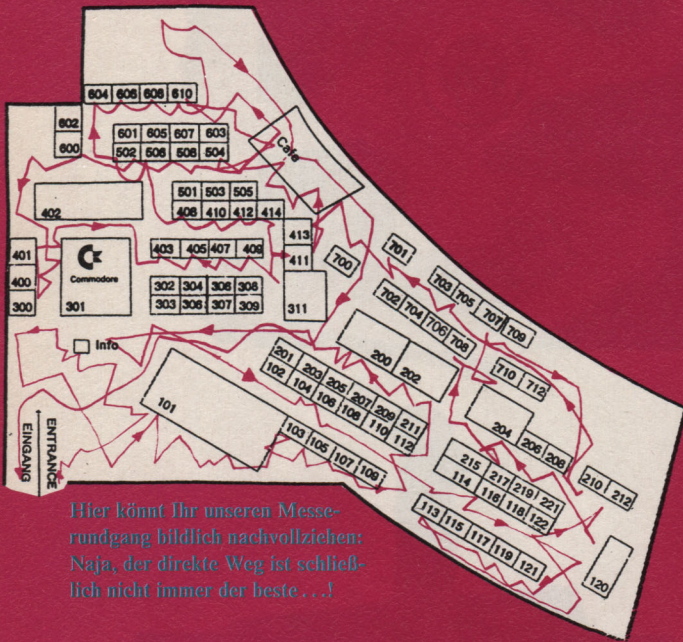 604 606 608 610
602
600
601 605 607 603
502 506 508 504
Cafe
501 503 505
408 410 412 414
402
413
411
401
400
300
Commodore
301
403 405 407 409
302 304 306 308
303 306 307 309
311
700
701
703 705 707 709
702 704 706 708
Info
200 202
710 712
201 203 205 207 209 211
102 104 106 108 110 112
101
103 105 107 109
204 206 208
215 217 219 221
114 116 118 122
210 212
113 115 117 119 121
120
ENTRANCE
EINGANG
Hier könnt Ihr unseren Messe-
rundgang bildlich nachvollziehen:
Naja, der direkte Weg ist schließ-
lich nicht immer der beste . . .!